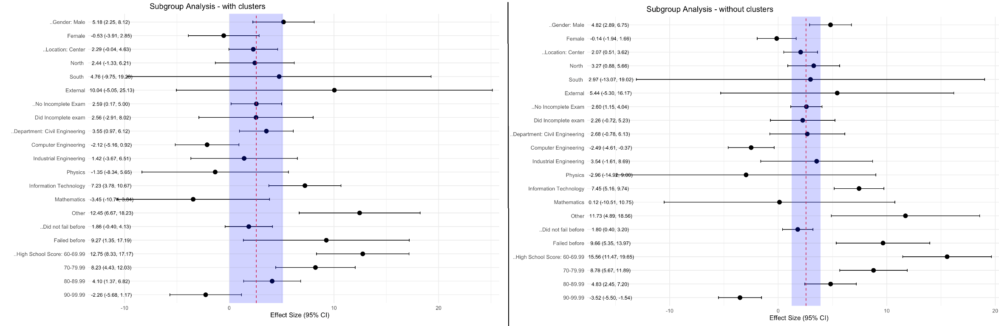 Subgroup Analysis - with clusters
..Gender: Male 5.18 (2.25, 8.12)
Female -0.53 (-3.91, 2.85)
..Location: Center 2.29 (-0.04, 4.63)
North 2.44 (-1.33, 6.21)
South 4.76 (-9.75, 19.28)
External 10.04 (-5.05, 25.13)
..No Incomplete Exam 2.59 (0.17, 5.00)
Did Incomplete exam 2.56 (-2.91, 8.02)
..Department: Civil Engineering 3.55 (0.97, 6.12)
Computer Engineering -2.12 (-5.16, 0.92)
Industrial Engineering 1.42 (-3.67, 6.51)
Physics -1.35 (-8.34, 5.65)
Information Technology 7.23 (3.78, 10.67)
Mathematics -3.45 (-10.74, 3.84)
Other 12.45 (6.67, 18.23)
..Did not fail before 1.86 (-0.40, 4.13)
Failed before 9.27 (1.35, 17.19)
..High School Score: 60-69.99 12.75 (8.33, 17.17)
70-79.99 8.23 (4.43, 12.03)
80-89.99 4.10 (1.37, 6.82)
90-99.99 -2.26 (-5.68, 1.17)
-10 0 10 20
Effect Size (95% CI)
Subgroup Analysis - without clusters
..Gender: Male 4.82 (2.89, 6.75)
Female -0.14 (-1.94, 1.66)
..Location: Center 2.07 (0.51, 3.62)
North 3.27 (0.88, 5.66)
South 2.97 (-13.07, 19.02)
External 5.44 (-5.30, 16.17)
..No Incomplete Exam 2.60 (1.15, 4.04)
Did Incomplete exam 2.26 (-0.72, 5.23)
..Department: Civil Engineering 2.68 (-0.78, 6.13)
Computer Engineering -2.49 (-4.61, -0.37)
Industrial Engineering 3.54 (-1.61, 8.69)
Physics -2.96 (-14.92, 9.00)
Information Technology 7.45 (5.16, 9.74)
Mathematics 0.12 (-10.51, 10.75)
Other 11.73 (4.89, 18.56)
..Did not fail before 1.80 (0.40, 3.20)
Failed before 9.66 (5.35, 13.97)
..High School Score: 60-69.99 15.56 (11.47, 19.65)
70-79.99 8.78 (5.67, 11.89)
80-89.99 4.83 (2.45, 7.20)
90-99.99 -3.52 (-5.50, -1.54)
-10 0 10 20
Effect Size (95% CI)